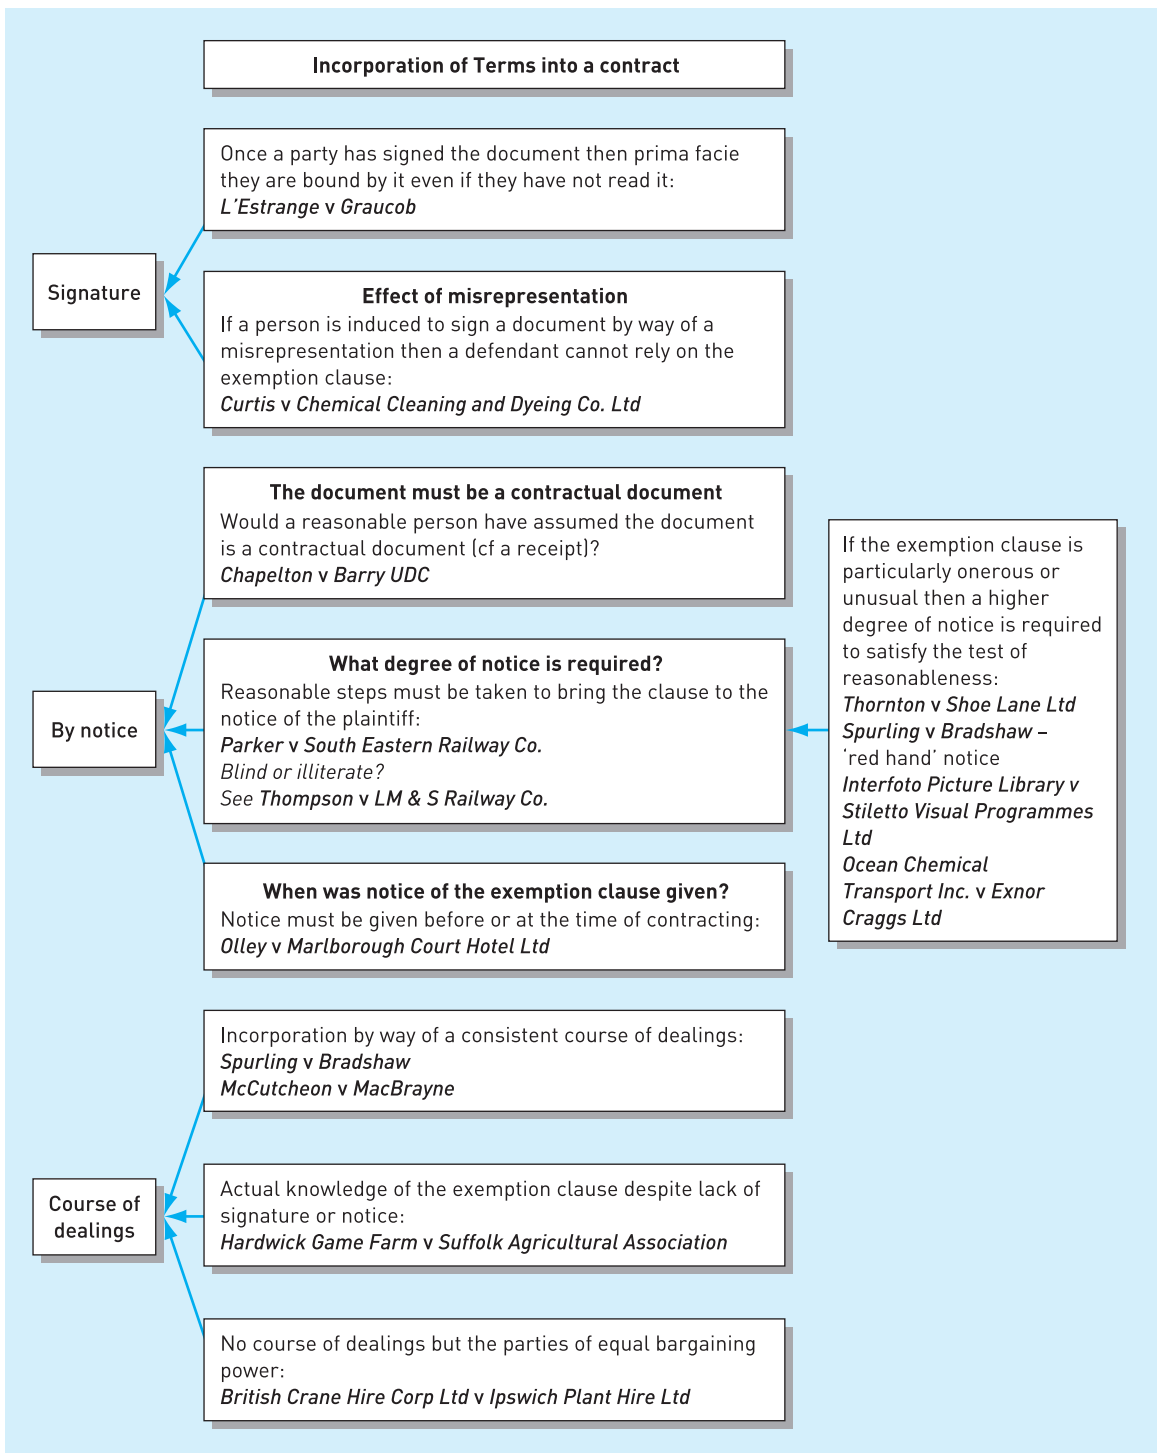 Incorporation of Terms into a contract
Once a party has signed the document then prima facie
they are bound by it even if they have not read it:
L’Estrange v Graucob
Signature
Effect of misrepresentation
If a person is induced to sign a document by way of a
misrepresentation then a defendant cannot rely on the
exemption clause:
Curtis v Chemical Cleaning and Dyeing Co. Ltd
The document must be a contractual document
Would a reasonable person have assumed the document
is a contractual document (cf a receipt)?
Chapelton v Barry UDC
By notice
What degree of notice is required?
Reasonable steps must be taken to bring the clause to the
notice of the plaintiff:
Parker v South Eastern Railway Co.
Blind or illiterate?
See Thompson v LM & S Railway Co.
If the exemption clause is
particularly onerous or
unusual then a higher
degree of notice is required
to satisfy the test of
reasonableness:
Thornton v Shoe Lane Ltd
Spurling v Bradshaw –
‘red hand’ notice
Interfoto Picture Library v
Stiletto Visual Programmes
Ltd
Ocean Chemical
Transport Inc. v Exnor
Craggs Ltd
When was notice of the exemption clause given?
Notice must be given before or at the time of contracting:
Olley v Marlborough Court Hotel Ltd
Incorporation by way of a consistent course of dealings:
Spurling v Bradshaw
McCutcheon v MacBrayne
Course of
dealings
Actual knowledge of the exemption clause despite lack of
signature or notice:
Hardwick Game Farm v Suffolk Agricultural Association
No course of dealings but the parties of equal bargaining
power:
British Crane Hire Corp Ltd v Ipswich Plant Hire Ltd